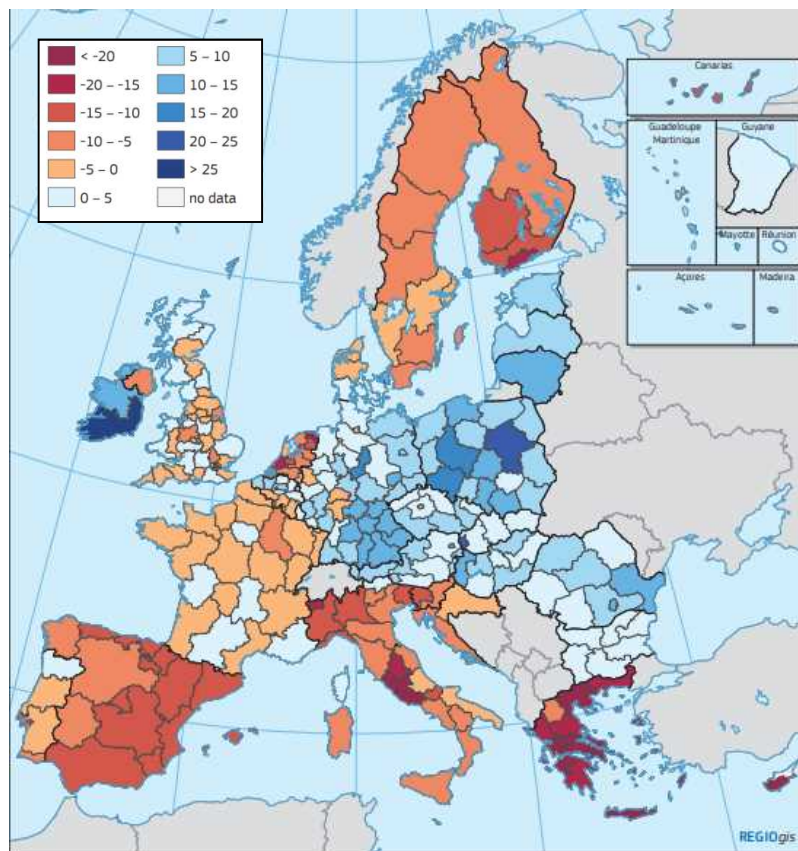 < -20
-20 – -15
-15 – -10
-10 – -5
-5 – 0
0 – 5
5 – 10
10 – 15
15 – 20
20 – 25
> 25
no data
Canarias
Guadeloupe
Martinique
Guyane
Mayotte
Réunion
Açores
Madeira
REGIOgis